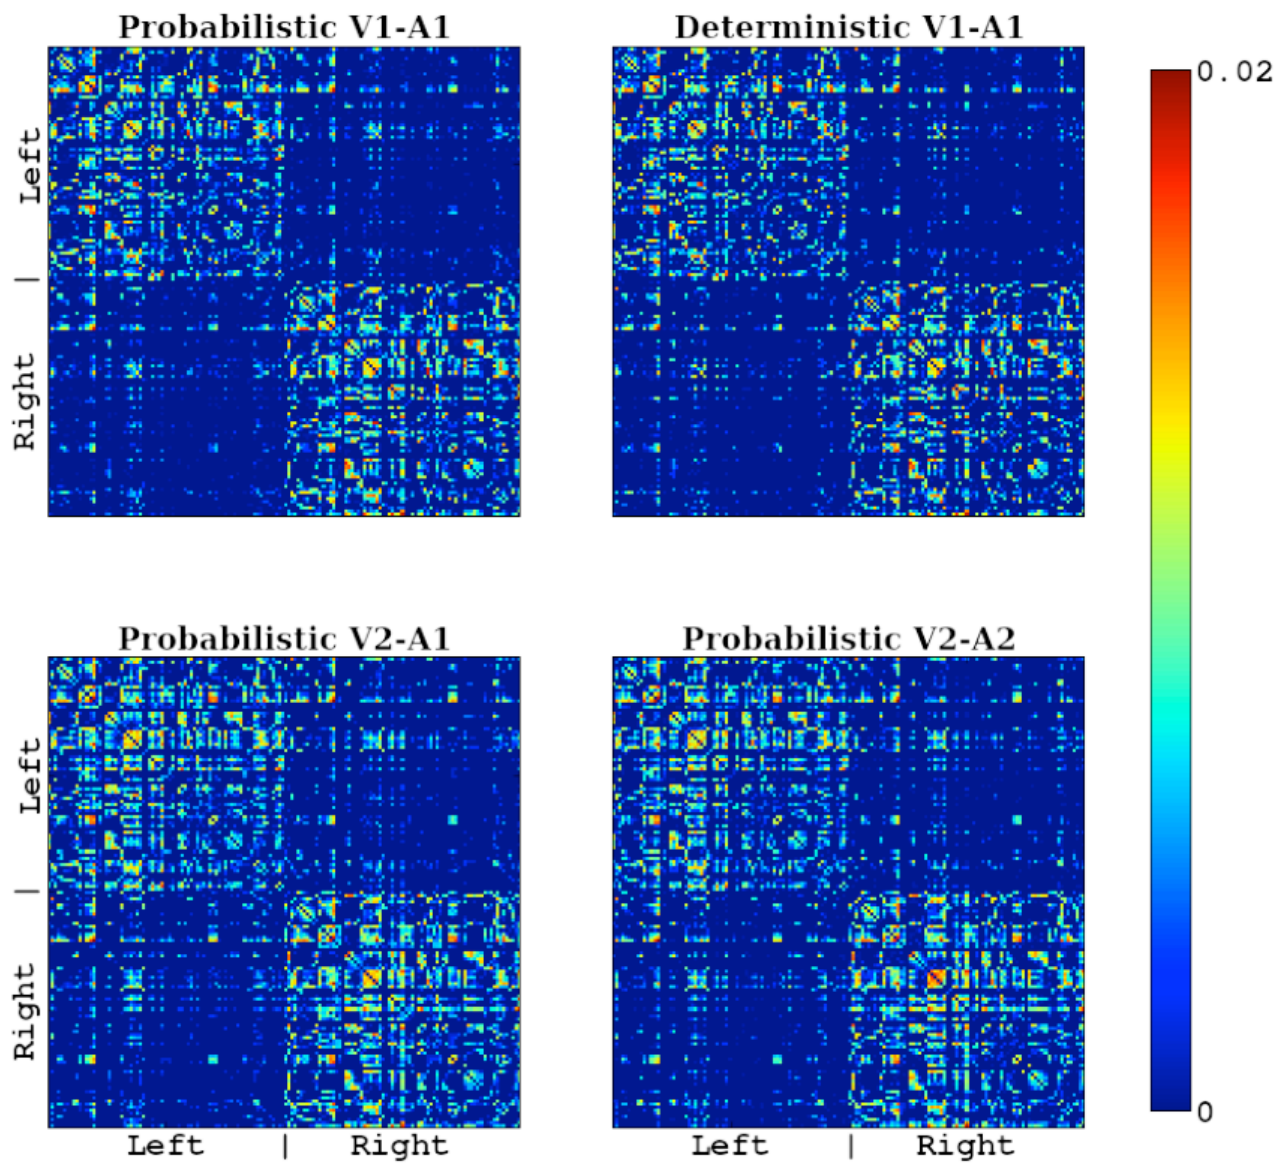 Probabilistic V1-A1
Deterministic V1-A1
0.02
Left
|
Right
Probabilistic V2-A1
Probabilistic V2-A2
Left
|
Right
0
Left | Right
Left | Right